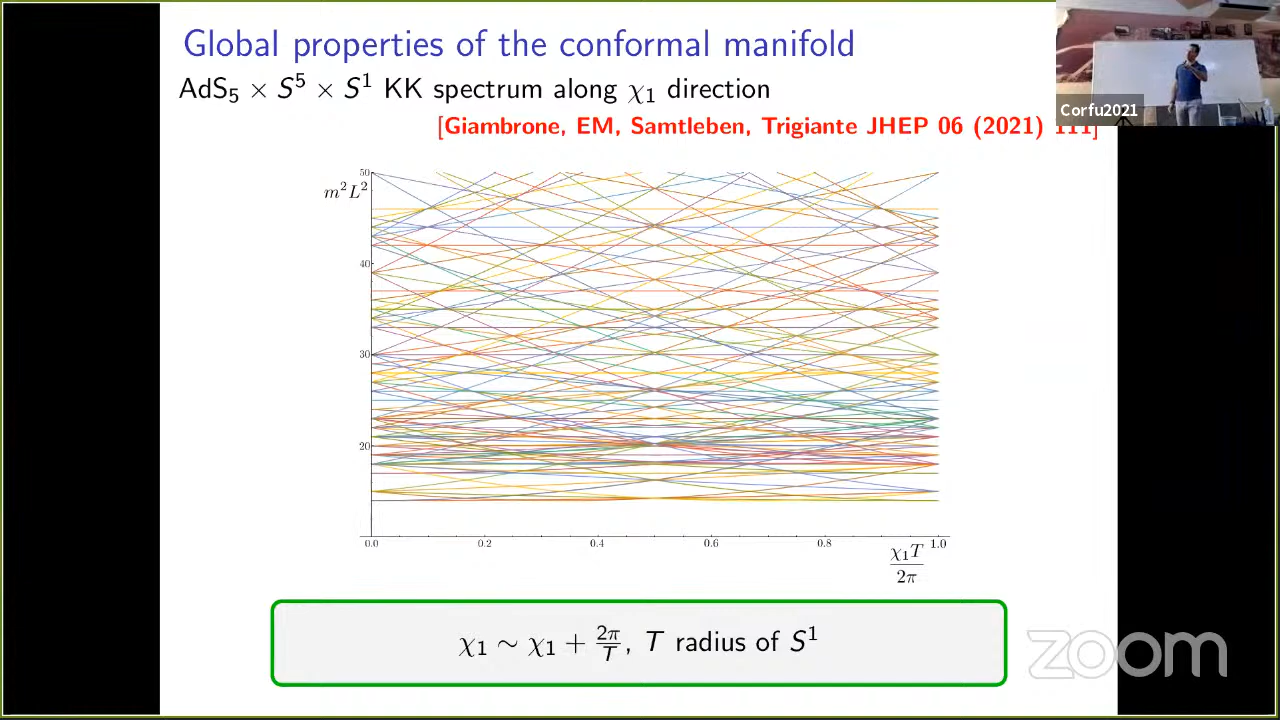 Global properties of the conformal manifold
AdS₅ × S⁵ × S¹ KK spectrum along χ₁ direction
[Giambrone, EM, Samtleben, Trigiante JHEP 06 (2021) 111]
Corfu2021
m²L²
50
40
30
20
0.0 0.2 0.4 0.6 0.8 1.0
χ₁T
2π
χ₁ ∼ χ₁ + 2π/T, T radius of S¹
zoom